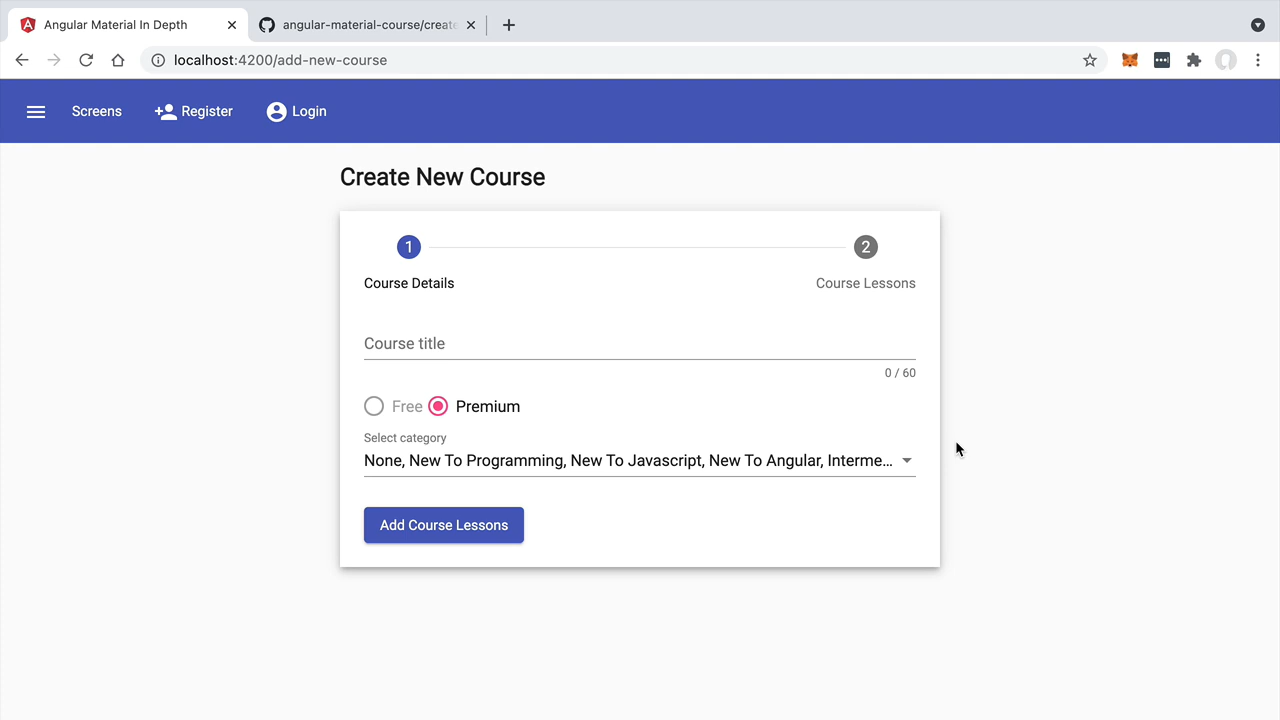 Angular Material In Depth
angular-material-course/create
localhost:4200/add-new-course
Screens Register Login
Create New Course
1 2
Course Details Course Lessons
Course title
0 / 60
Free Premium
Select category
None, New To Programming, New To Javascript, New To Angular, Interme...
Add Course Lessons